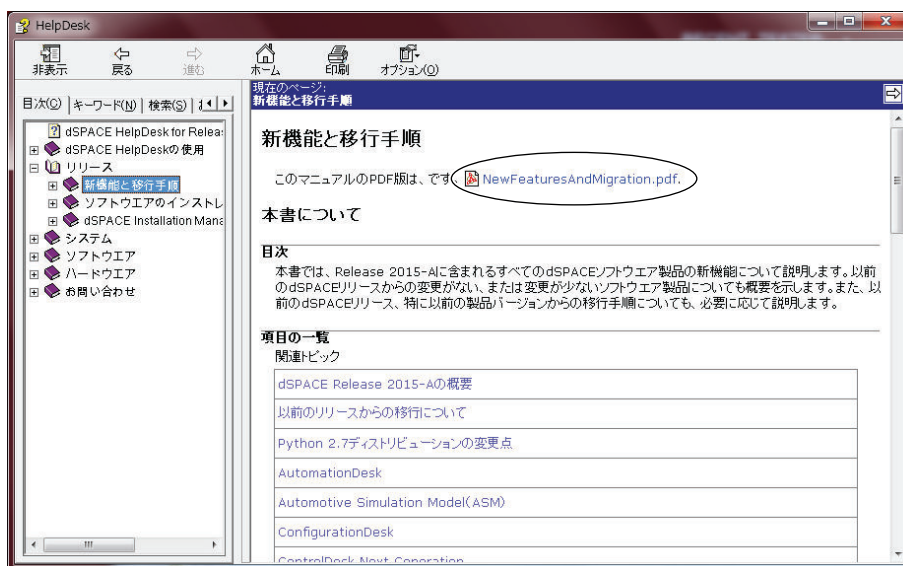 HelpDesk
非表示 戻る 進む ホーム 印刷 オプション(O)
目次(C) キーワード(N) 検索(S)
dSPACE HelpDesk for Relea
dSPACE HelpDeskの使用
リリース
新機能と移行手順
ソフトウエアのインストレ
dSPACE Installation Mana
システム
ソフトウエア
ハードウエア
お問い合わせ
現在のページ:
新機能と移行手順
新機能と移行手順
このマニュアルのPDF版は、です、 NewFeaturesAndMigration.pdf.
本書について
目次
本書では、Release 2015-Aに含まれるすべてのdSPACEソフトウエア製品の新機能について説明します。以前
のdSPACEリリースからの変更がない、または変更が少ないソフトウエア製品についても概要を示します。また、以
前のdSPACEリリース、特に以前の製品バージョンからの移行手順についても、必要に応じて説明します。
項目の一覧
関連トピック
dSPACE Release 2015-Aの概要
以前のリリースからの移行について
Python 2.7ディストリビューションの変更点
AutomationDesk
Automotive Simulation Model(ASM)
ConfigurationDesk
ControlDesk Next Generation